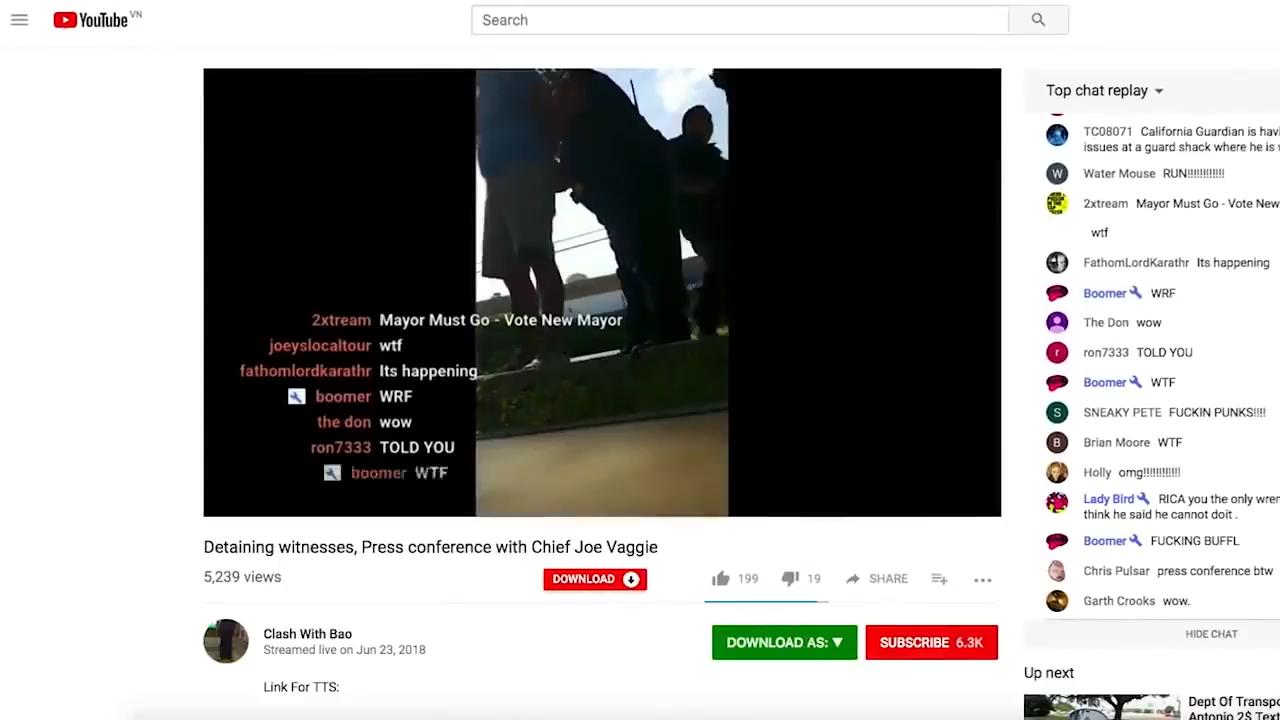 YouTube VN
Search
Top chat replay
TC08071 California Guardian is havi
issues at a guard shack where he is
Water Mouse RUN!!!!!!!!!!!!
2xtream Mayor Must Go - Vote New
wtf
FathomLordKarathr Its happening
Boomer WRF
The Don wow
ron7333 TOLD YOU
Boomer WTF
SNEAKY PETE FUCKIN PUNKS!!!!
Brian Moore WTF
Holly omg!!!!!!!!!!!!
Lady Bird RICA you the only wren
think he said he cannot doit .
Boomer FUCKING BUFFL
Chris Pulsar press conference btw
Garth Crooks wow.
HIDE CHAT
2xtream Mayor Must Go - Vote New Mayor
joeyslocaltour wtf
fathomlordkarathr Its happening
boomer WRF
the don wow
ron7333 TOLD YOU
boomer WTF
Detaining witnesses, Press conference with Chief Joe Vaggie
5,239 views
DOWNLOAD
199
19
SHARE
Clash With Bao
Streamed live on Jun 23, 2018
DOWNLOAD AS: ▼
SUBSCRIBE 6.3K
Link For TTS:
Up next
Dept Of Transpo
Antonio 2$ Text